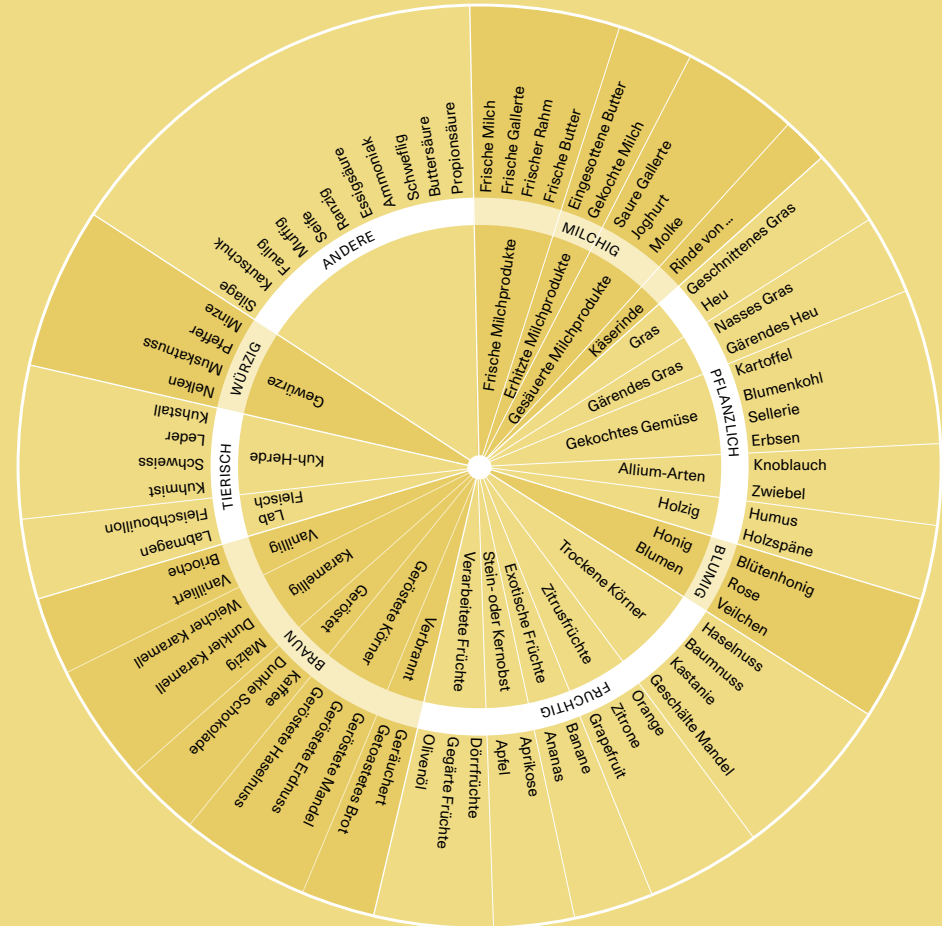 MILCHIG
Frische Milchprodukte
Frische Milch
Frische Gallerte
Frischer Rahm
Frische Butter
Erhitzte Milchprodukte
Eingesottene Butter
Gekochte Milch
Gesäuerte Milchprodukte
Saure Gallerte
Joghurt
Molke
Käserinde
Rinde von ...
PFLANZLICH
Gras
Geschnittenes Gras
Heu
Gärendes Gras
Nasses Gras
Gärendes Heu
Gekochtes Gemüse
Kartoffel
Blumenkohl
Sellerie
Erbsen
Allium-Arten
Knoblauch
Zwiebel
Holzig
Humus
Holzspäne
BLUMIG
Honig
Blütenhonig
Blumen
Rose
Veilchen
FRUCHTIG
Trockene Körner
Haselnuss
Baumnuss
Kastanie
Geschälte Mandel
Zitrusfrüchte
Orange
Zitrone
Grapefruit
Exotische Früchte
Banane
Ananas
Stein- oder Kernobst
Aprikose
Apfel
Verarbeitete Früchte
Dörrfrüchte
Gegärte Früchte
Olivenöl
BRAUN
Verbrannt
Geräuchert
Getoastetes Brot
Geröstete Körner
Geröstete Mandel
Geröstete Erdnuss
Geröstete Haselnuss
Geröstet
Kaffee
Dunkle Schokolade
Malzig
Karamellig
Dunkler Karamell
Weicher Karamell
Vanillig
Vanilliert
Brioche
TIERISCH
Lab
Labmagen
Fleisch
Fleischbouillon
Kuh-Herde
Kuhmist
Schweiss
Leder
Kuhstall
WÜRZIG
Gewürze
Nelken
Muskatnuss
Pfeffer
Minze
ANDERE
Silage
Kautschuk
Faulig
Muffig
Seife
Ranzig
Essigsäure
Ammoniak
Schweflig
Buttersäure
Propionsäure